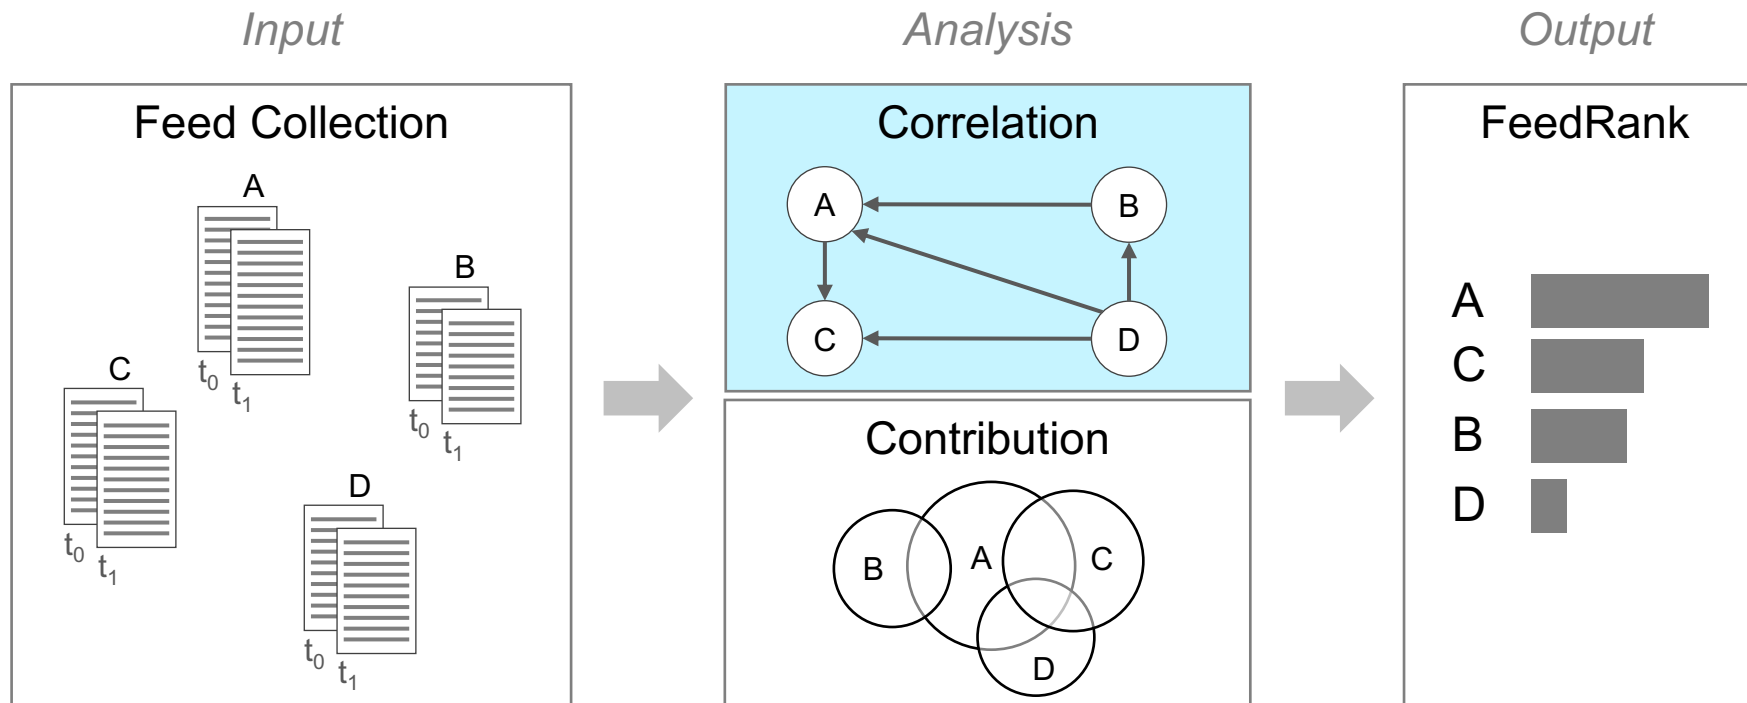 Input
Analysis
Output
Feed Collection
A
t0
t1
B
t0
t1
C
t0
t1
D
t0
t1
Correlation
A
B
C
D
Contribution
B
A
C
D
FeedRank
A
C
B
D